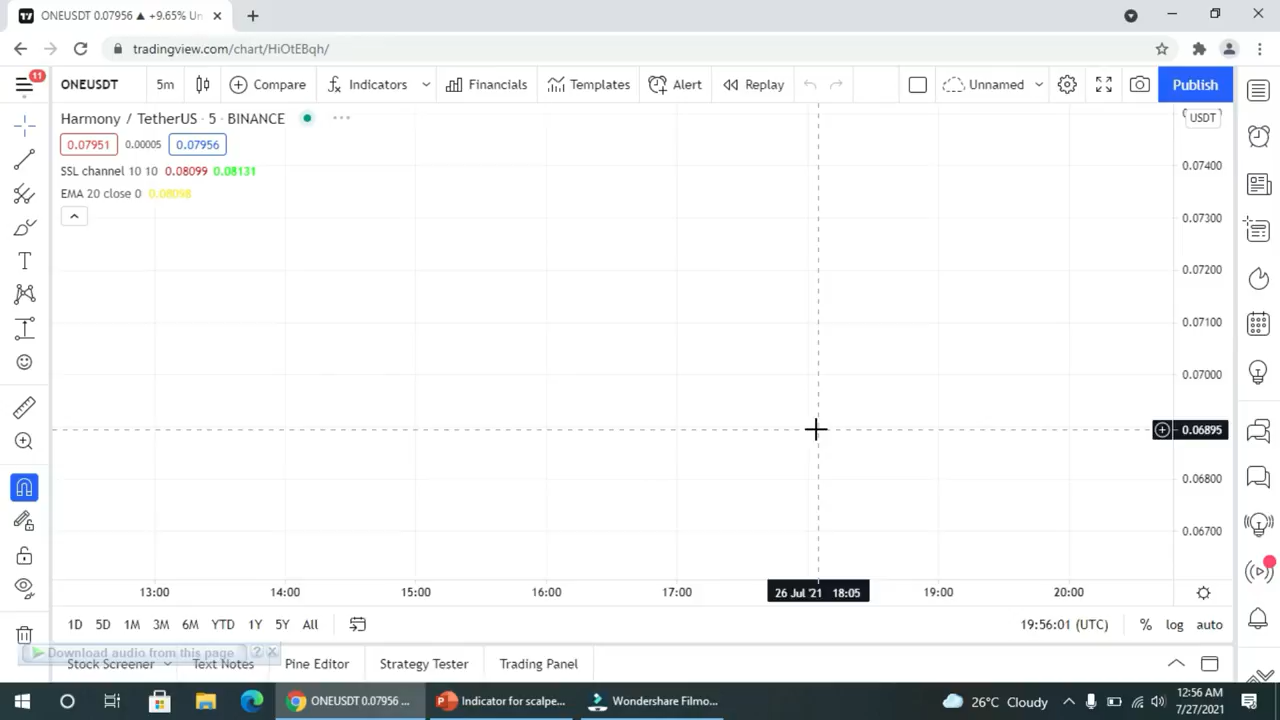 ONEUSDT 0.07956 ▲ +9.65% Un
tradingview.com/chart/HiOtEBqh/
11
ONEUSDT 5m Compare Indicators Financials Templates Alert Replay Unnamed Publish
Harmony / TetherUS · 5 · BINANCE
USDT
0.07951 0.00005 0.07956
SSL channel 10 10 0.08099 0.08131
EMA 20 close 0 0.08098
0.07400
0.07300
0.07200
0.07100
0.07000
0.06895
0.06800
0.06700
13:00 14:00 15:00 16:00 17:00 26 Jul '21 18:05 19:00 20:00
1D 5D 1M 3M 6M YTD 1Y 5Y All 19:56:01 (UTC) % log auto
Download audio from this page ? ×
Stock Screener Text Notes Pine Editor Strategy Tester Trading Panel
ONEUSDT 0.07956 ... Indicator for scalpe... Wondershare Filmo... 26°C Cloudy 12:56 AM
7/27/2021